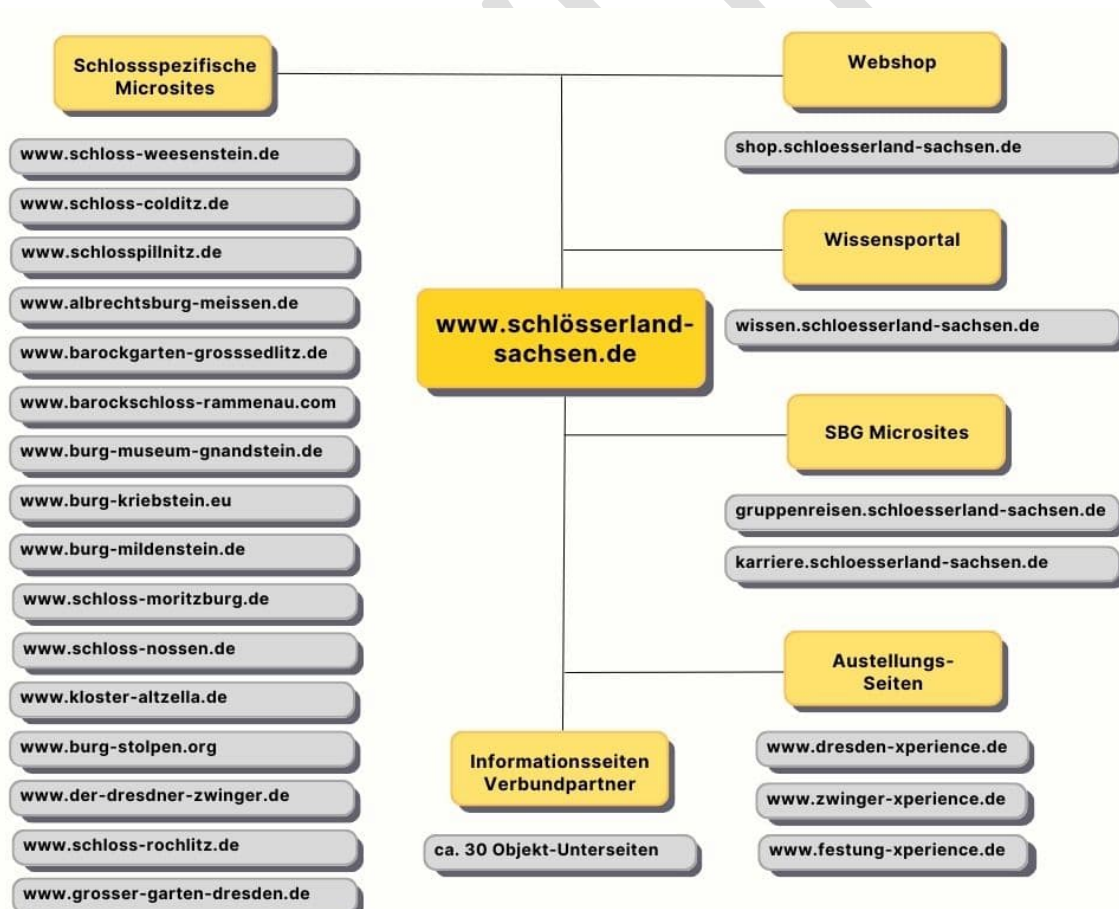 Schlossspezifische
Microsites
www.schloss-weesenstein.de
www.schloss-colditz.de
www.schlosspillnitz.de
www.albrechtsburg-meissen.de
www.barockgarten-grosssedlitz.de
www.barockschloss-rammenau.com
www.burg-museum-gnandstein.de
www.burg-kriebstein.eu
www.burg-mildenstein.de
www.schloss-moritzburg.de
www.schloss-nossen.de
www.kloster-altzella.de
www.burg-stolpen.org
www.der-dresdner-zwinger.de
www.schloss-rochlitz.de
www.grosser-garten-dresden.de
www.schlösserland-
sachsen.de
Informationsseiten
Verbundpartner
ca. 30 Objekt-Unterseiten
Webshop
shop.schloesserland-sachsen.de
Wissensportal
wissen.schloesserland-sachsen.de
SBG Microsites
gruppenreisen.schloesserland-sachsen.de
karriere.schloesserland-sachsen.de
Austellungs-
Seiten
www.dresden-xperience.de
www.zwinger-xperience.de
www.festung-xperience.de